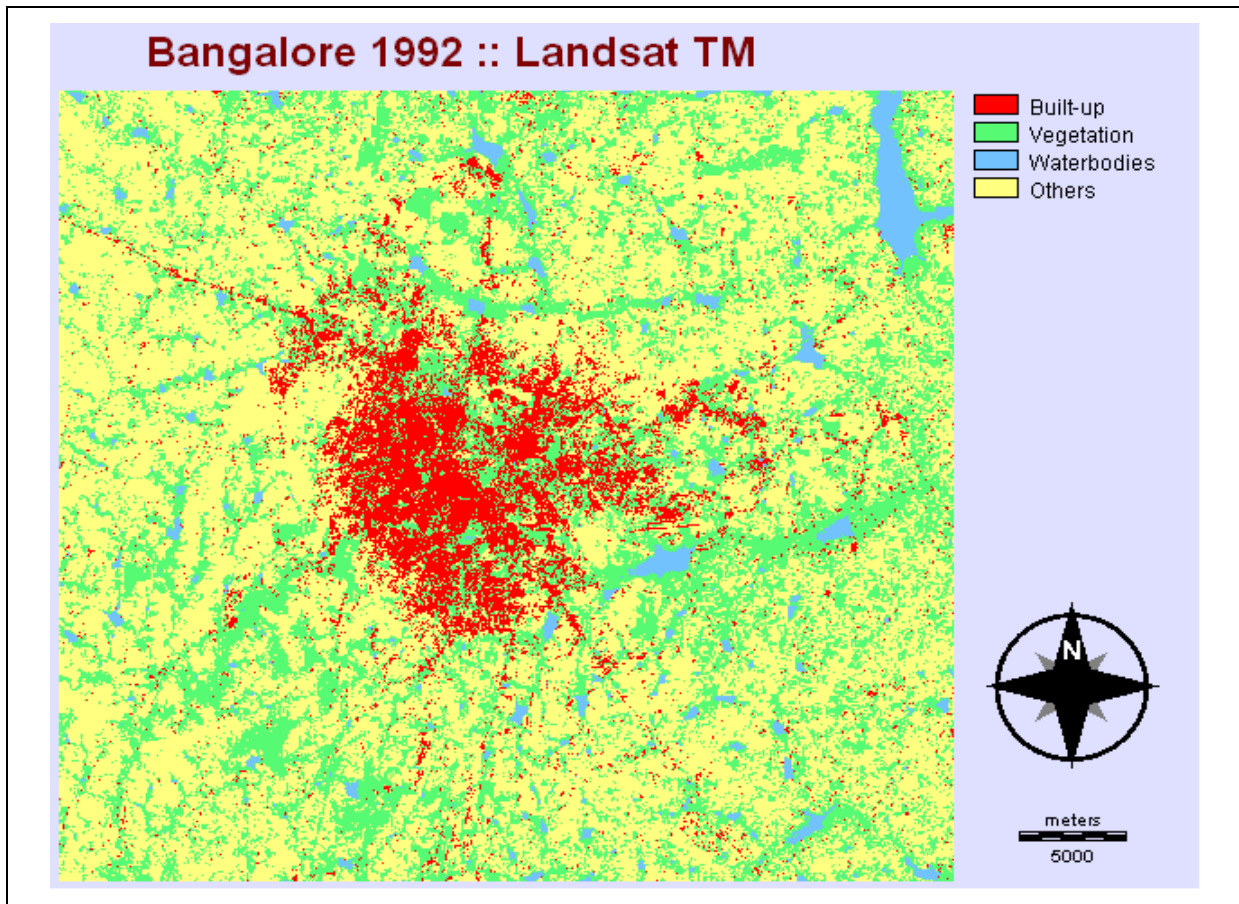 Bangalore 1992 :: Landsat TM
Built-up
Vegetation
Waterbodies
Others
N
meters
5000